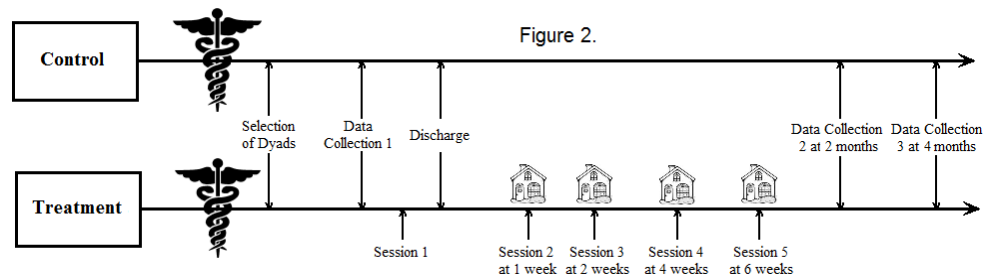 Figure 2.
Control
Selection
of Dyads
Data
Collection 1
Discharge
Data Collection
2 at 2 months
Data Collection
3 at 4 months
Treatment
Session 1
Session 2
at 1 week
Session 3
at 2 weeks
Session 4
at 4 weeks
Session 5
at 6 weeks